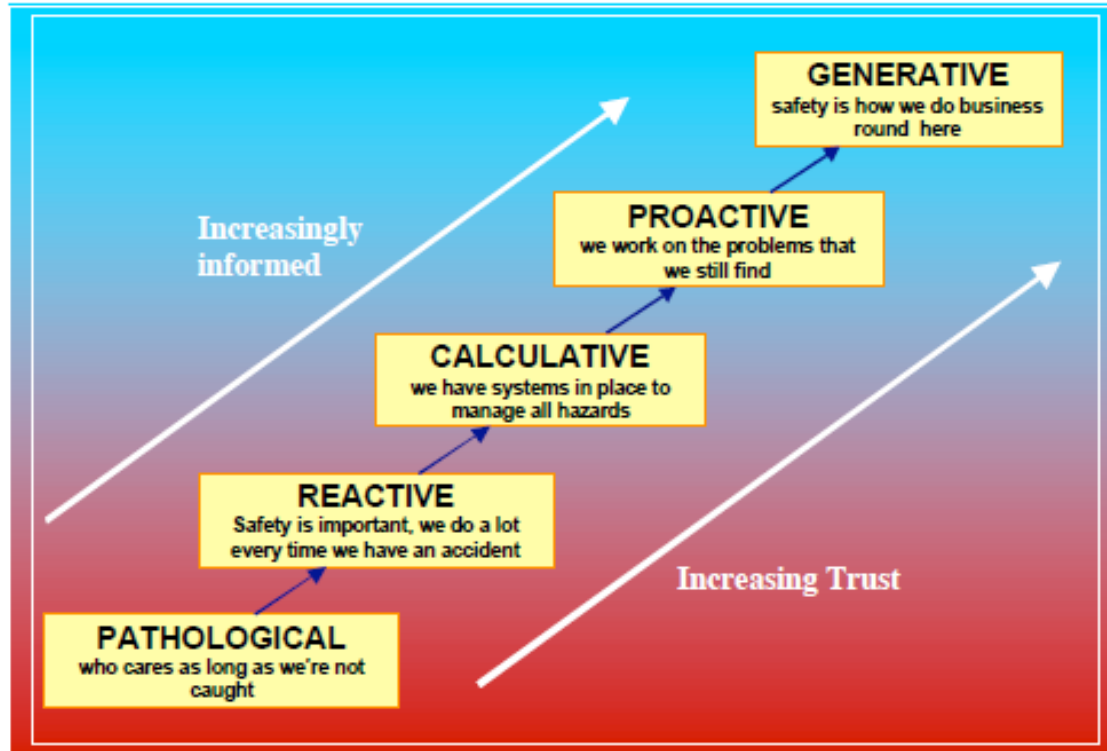 GENERATIVE
safety is how we do business
round here
PROACTIVE
we work on the problems that
we still find
Increasingly
informed
CALCULATIVE
we have systems in place to
manage all hazards
REACTIVE
Safety is important, we do a lot
every time we have an accident
Increasing Trust
PATHOLOGICAL
who cares as long as we're not
caught